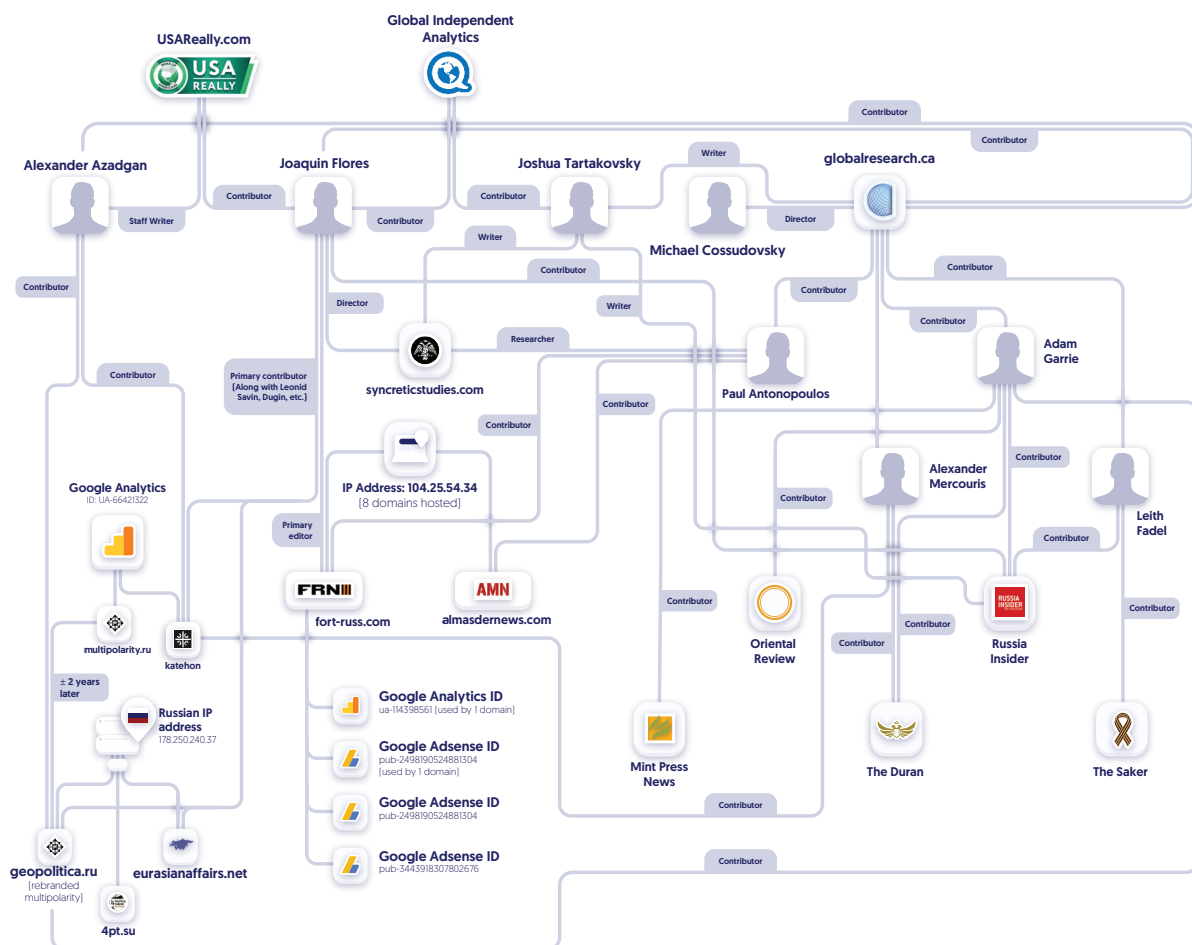 USAReally.com
USA
REALLY
Global Independent
Analytics
Contributor
Contributor
Alexander Azadgan
Joaquin Flores
Joshua Tartakovsky
Writer
globalresearch.ca
Staff Writer
Contributor
Contributor
Contributor
Director
Michael Cossudovsky
Writer
Contributor
Contributor
Contributor
Contributor
Director
Writer
Contributor
Researcher
Adam
Garrie
syncreticstudies.com
Paul Antonopoulos
Primary contributor
(Along with Leonid
Savin, Dugin, etc.)
Contributor
Contributor
Contributor
IP Address: 104.25.54.34
(8 domains hosted)
Google Analytics
ID: UA-66421322
Contributor
Alexander
Mercouris
Contributor
Leith
Fadel
Primary
editor
Contributor
FRN
fort-russ.com
AMN
almasdernews.com
Contributor
Oriental
Review
RUSSIA
INSIDER
Russia
Insider
Contributor
Contributor
Contributor
multipolarity.ru
katehon
± 2 years
later
Russian IP
address
178.250.240.37
Google Analytics ID
ua-114398561 (used by 1 domain)
Google Adsense ID
pub-2498190524881304
(used by 1 domain)
Google Adsense ID
pub-2498190524881304
Google Adsense ID
pub-3443918307802676
Mint Press
News
The Duran
The Saker
Contributor
Contributor
geopolitica.ru
(rebranded
multipolarity)
eurasianaffairs.net
4pt.su